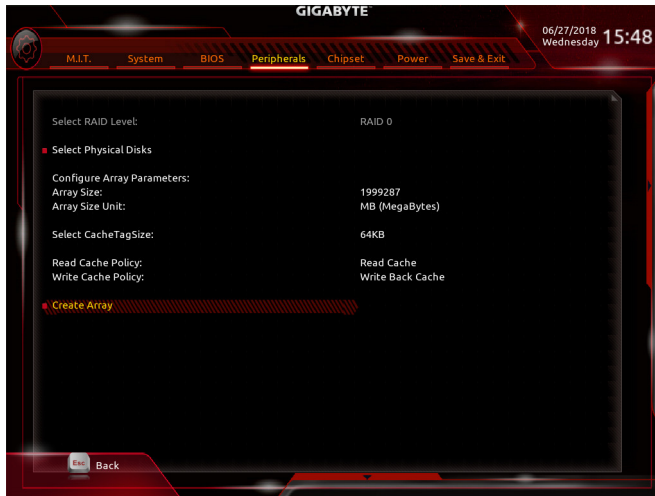 GIGABYTE™
06/27/2018
Wednesday 15:48
M.I.T. System BIOS Peripherals Chipset Power Save & Exit
Select RAID Level: RAID 0
Select Physical Disks
Configure Array Parameters:
Array Size: 1999287
Array Size Unit: MB (MegaBytes)
Select CacheTagSize: 64KB
Read Cache Policy: Read Cache
Write Cache Policy: Write Back Cache
Create Array
Esc Back